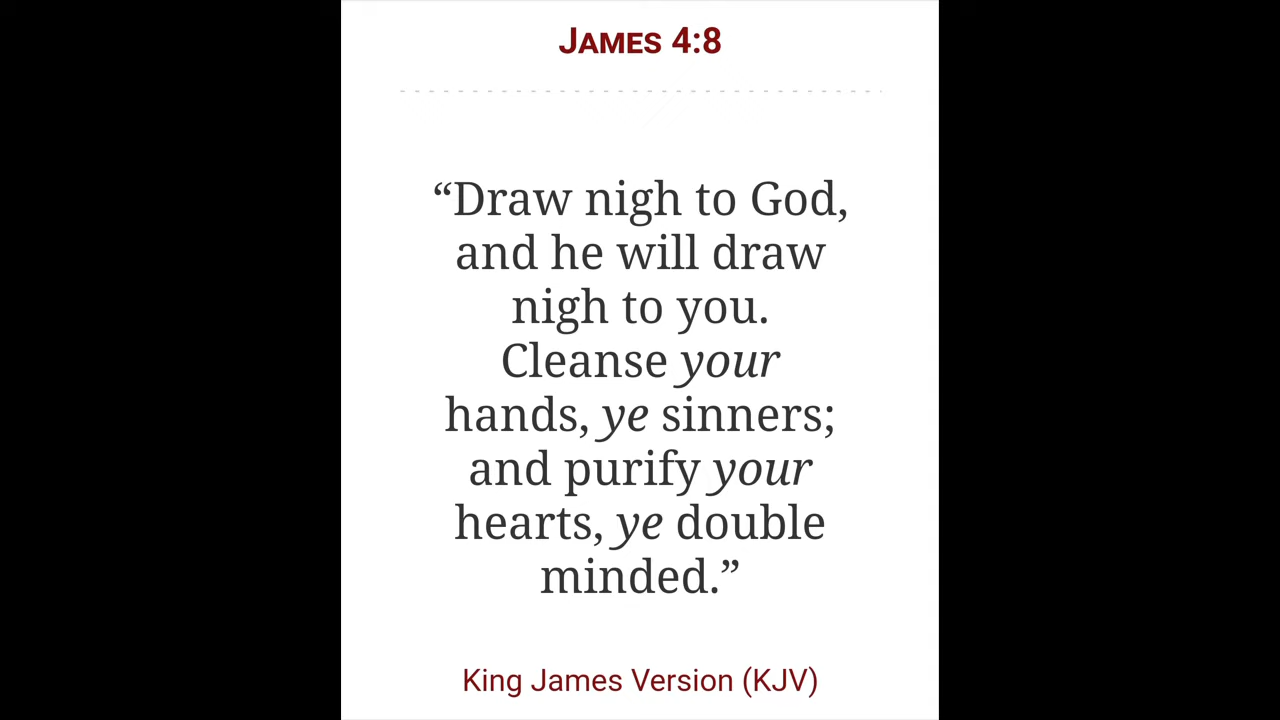 James 4:8
“Draw nigh to God,
and he will draw
nigh to you.
Cleanse your
hands, ye sinners;
and purify your
hearts, ye double
minded.”
King James Version (KJV)